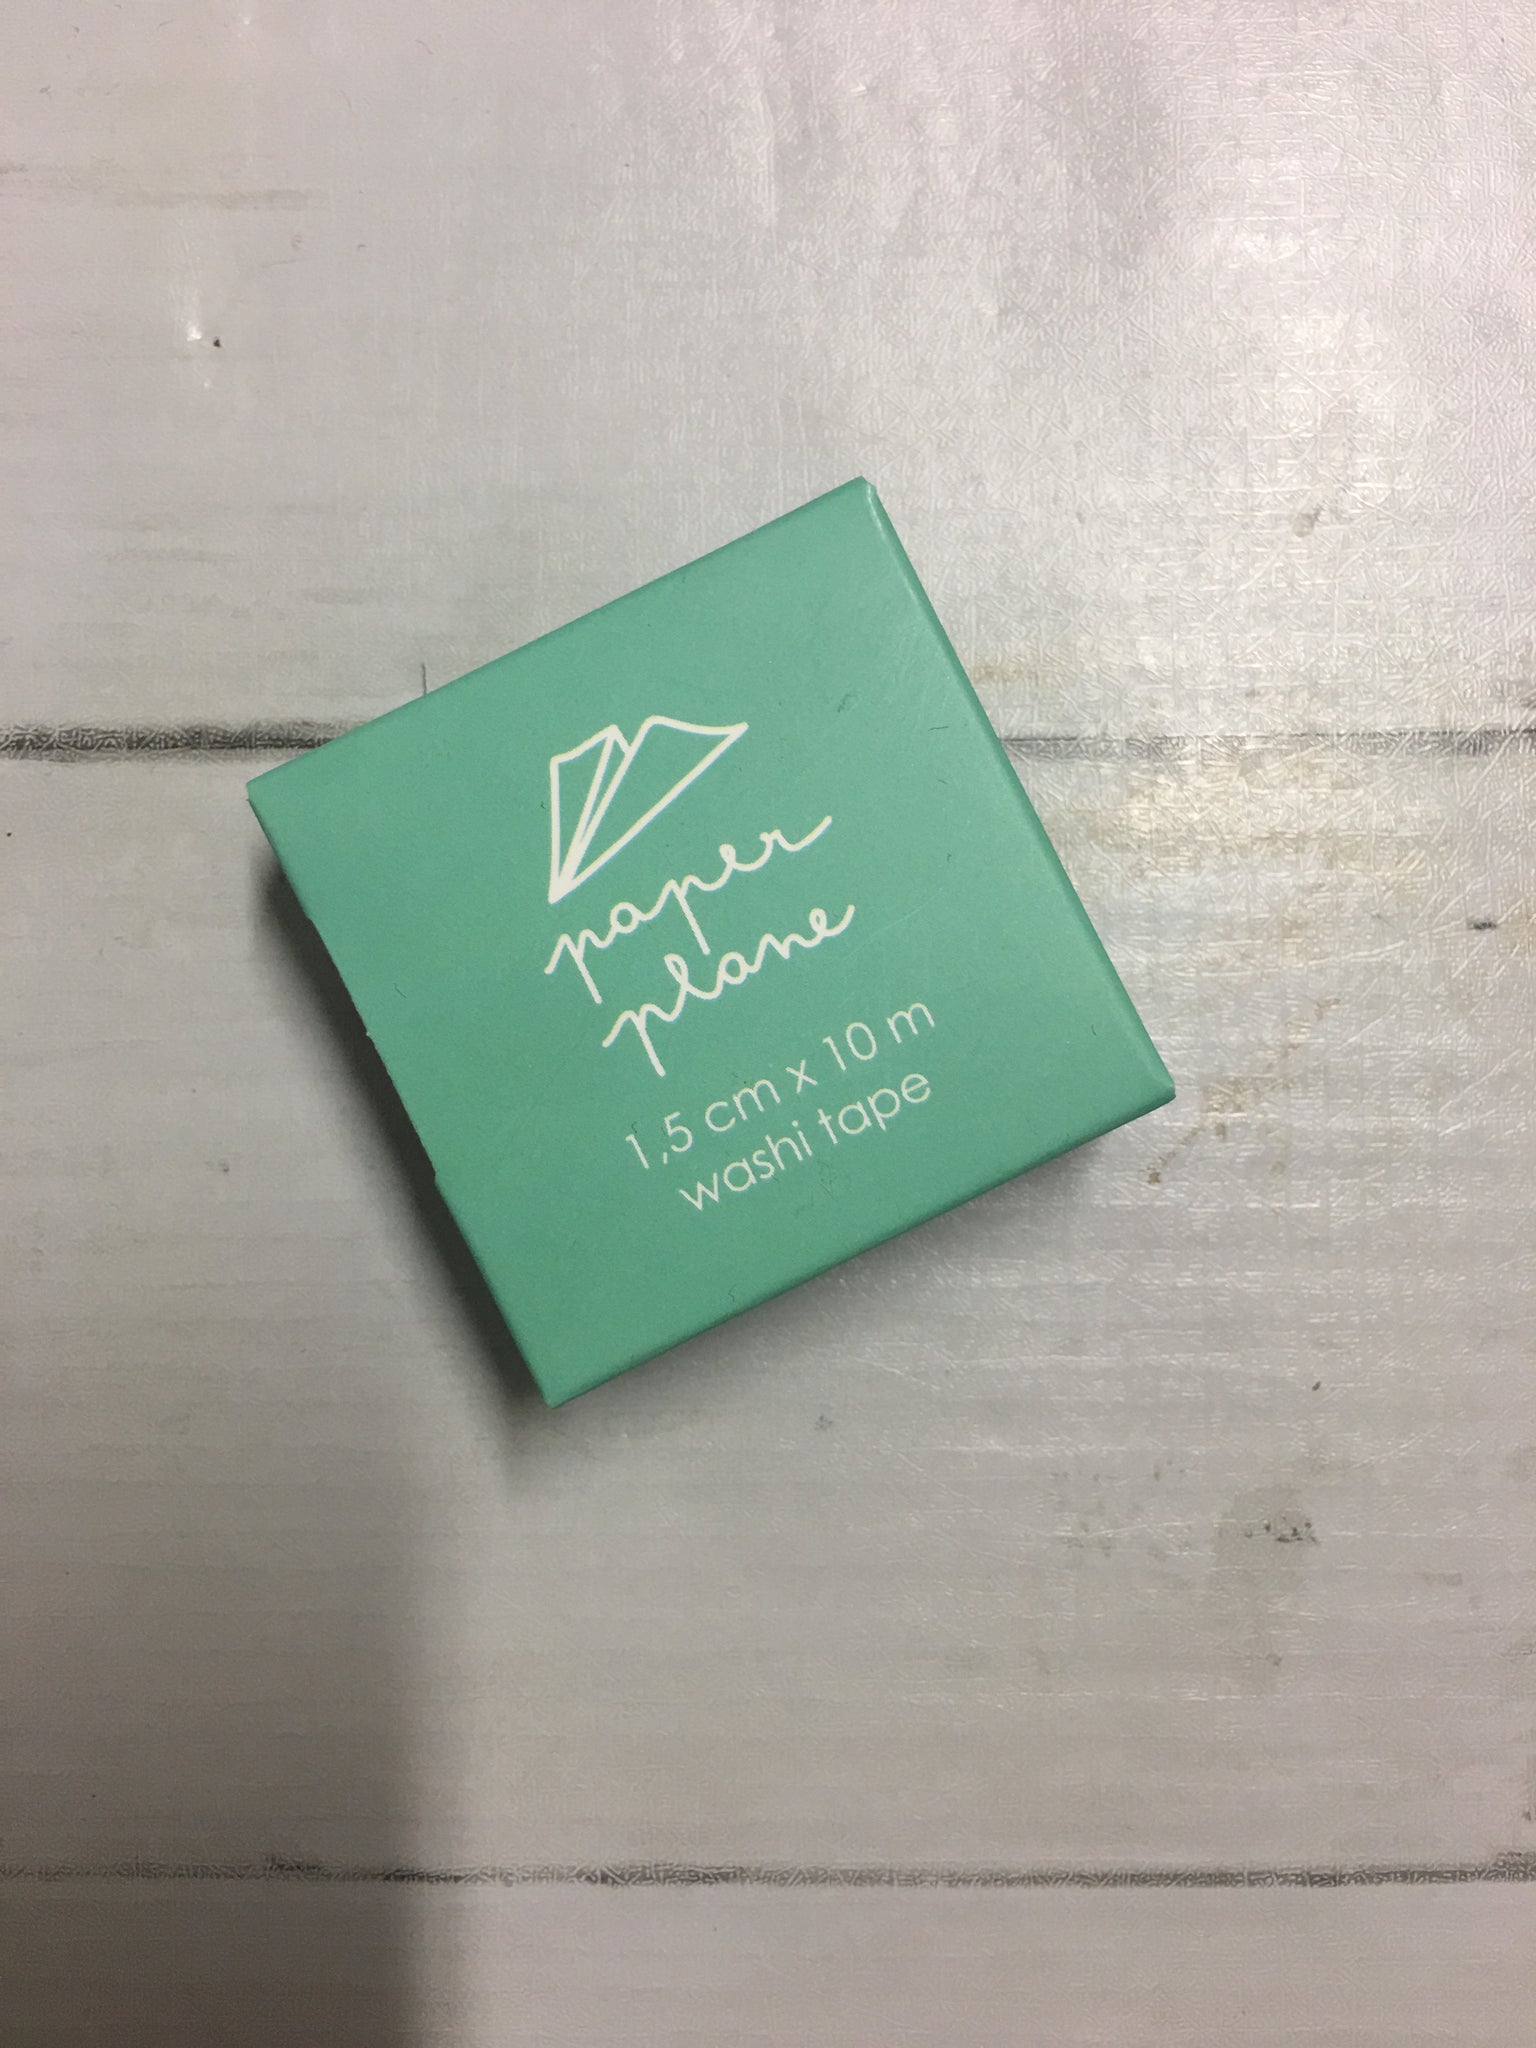 paper
plane
1,5 cm x 10 m
washi tape